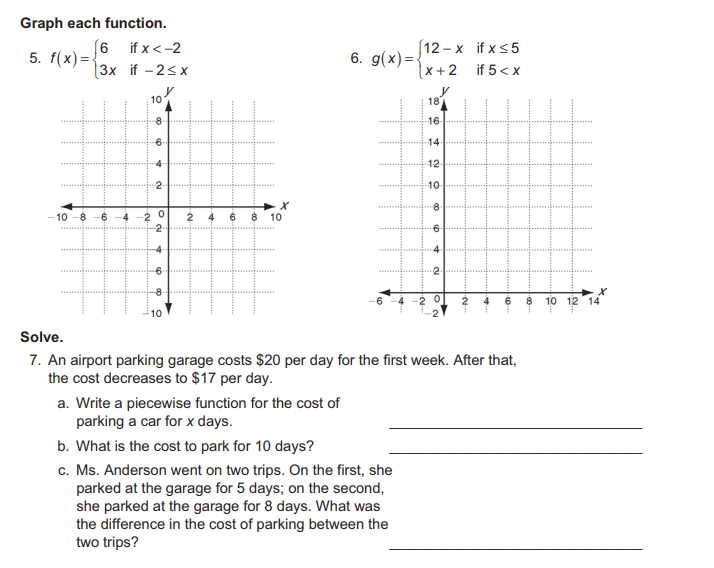 Graph each function.
5. f(x) = {6 if x < -2
{3x if -2 ≤ x
6. g(x) = {12 - x if x ≤ 5
{x + 2 if 5 < x
10 y
8
6
4
2
x
-10 -8 -6 -4 -2 0 2 4 6 8 10
-2
-4
-6
-8
-10
18 y
16
14
12
10
8
6
4
2
x
-6 -4 -2 0 2 4 6 8 10 12 14
-2
Solve.
7. An airport parking garage costs $20 per day for the first week. After that,
the cost decreases to $17 per day.
a. Write a piecewise function for the cost of
parking a car for x days.
b. What is the cost to park for 10 days?
c. Ms. Anderson went on two trips. On the first, she
parked at the garage for 5 days; on the second,
she parked at the garage for 8 days. What was
the difference in the cost of parking between the
two trips?